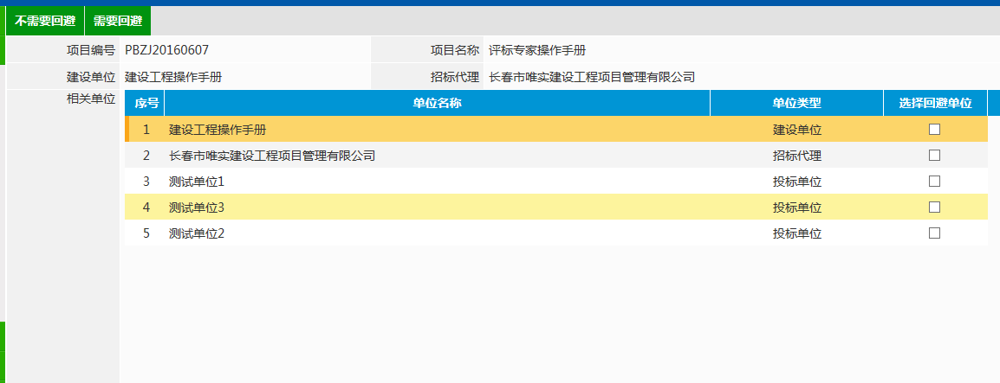 不需要回避 需要回避
项目编号 PBZJ20160607 项目名称 评标专家操作手册
建设单位 建设工程操作手册 招标代理 长春市唯实建设工程项目管理有限公司
相关单位
序号 单位名称 单位类型 选择回避单位
1 建设工程操作手册 建设单位
2 长春市唯实建设工程项目管理有限公司 招标代理
3 测试单位1 投标单位
4 测试单位3 投标单位
5 测试单位2 投标单位